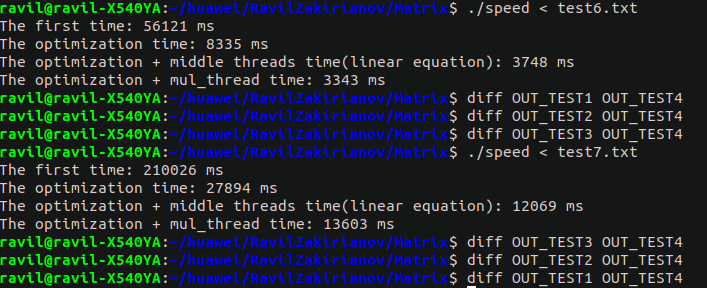 ravil@ravil-X540YA:~/huawei/RavilZakirianov/Matrix$ ./speed < test6.txt
The first time: 56121 ms
The optimization time: 8335 ms
The optimization + middle threads time(linear equation): 3748 ms
The optimization + mul_thread time: 3343 ms
ravil@ravil-X540YA:~/huawei/RavilZakirianov/Matrix$ diff OUT_TEST1 OUT_TEST4
ravil@ravil-X540YA:~/huawei/RavilZakirianov/Matrix$ diff OUT_TEST2 OUT_TEST4
ravil@ravil-X540YA:~/huawei/RavilZakirianov/Matrix$ diff OUT_TEST3 OUT_TEST4
ravil@ravil-X540YA:~/huawei/RavilZakirianov/Matrix$ ./speed < test7.txt
The first time: 210026 ms
The optimization time: 27894 ms
The optimization + middle threads time(linear equation): 12069 ms
The optimization + mul_thread time: 13603 ms
ravil@ravil-X540YA:~/huawei/RavilZakirianov/Matrix$ diff OUT_TEST3 OUT_TEST4
ravil@ravil-X540YA:~/huawei/RavilZakirianov/Matrix$ diff OUT_TEST2 OUT_TEST4
ravil@ravil-X540YA:~/huawei/RavilZakirianov/Matrix$ diff OUT_TEST1 OUT_TEST4